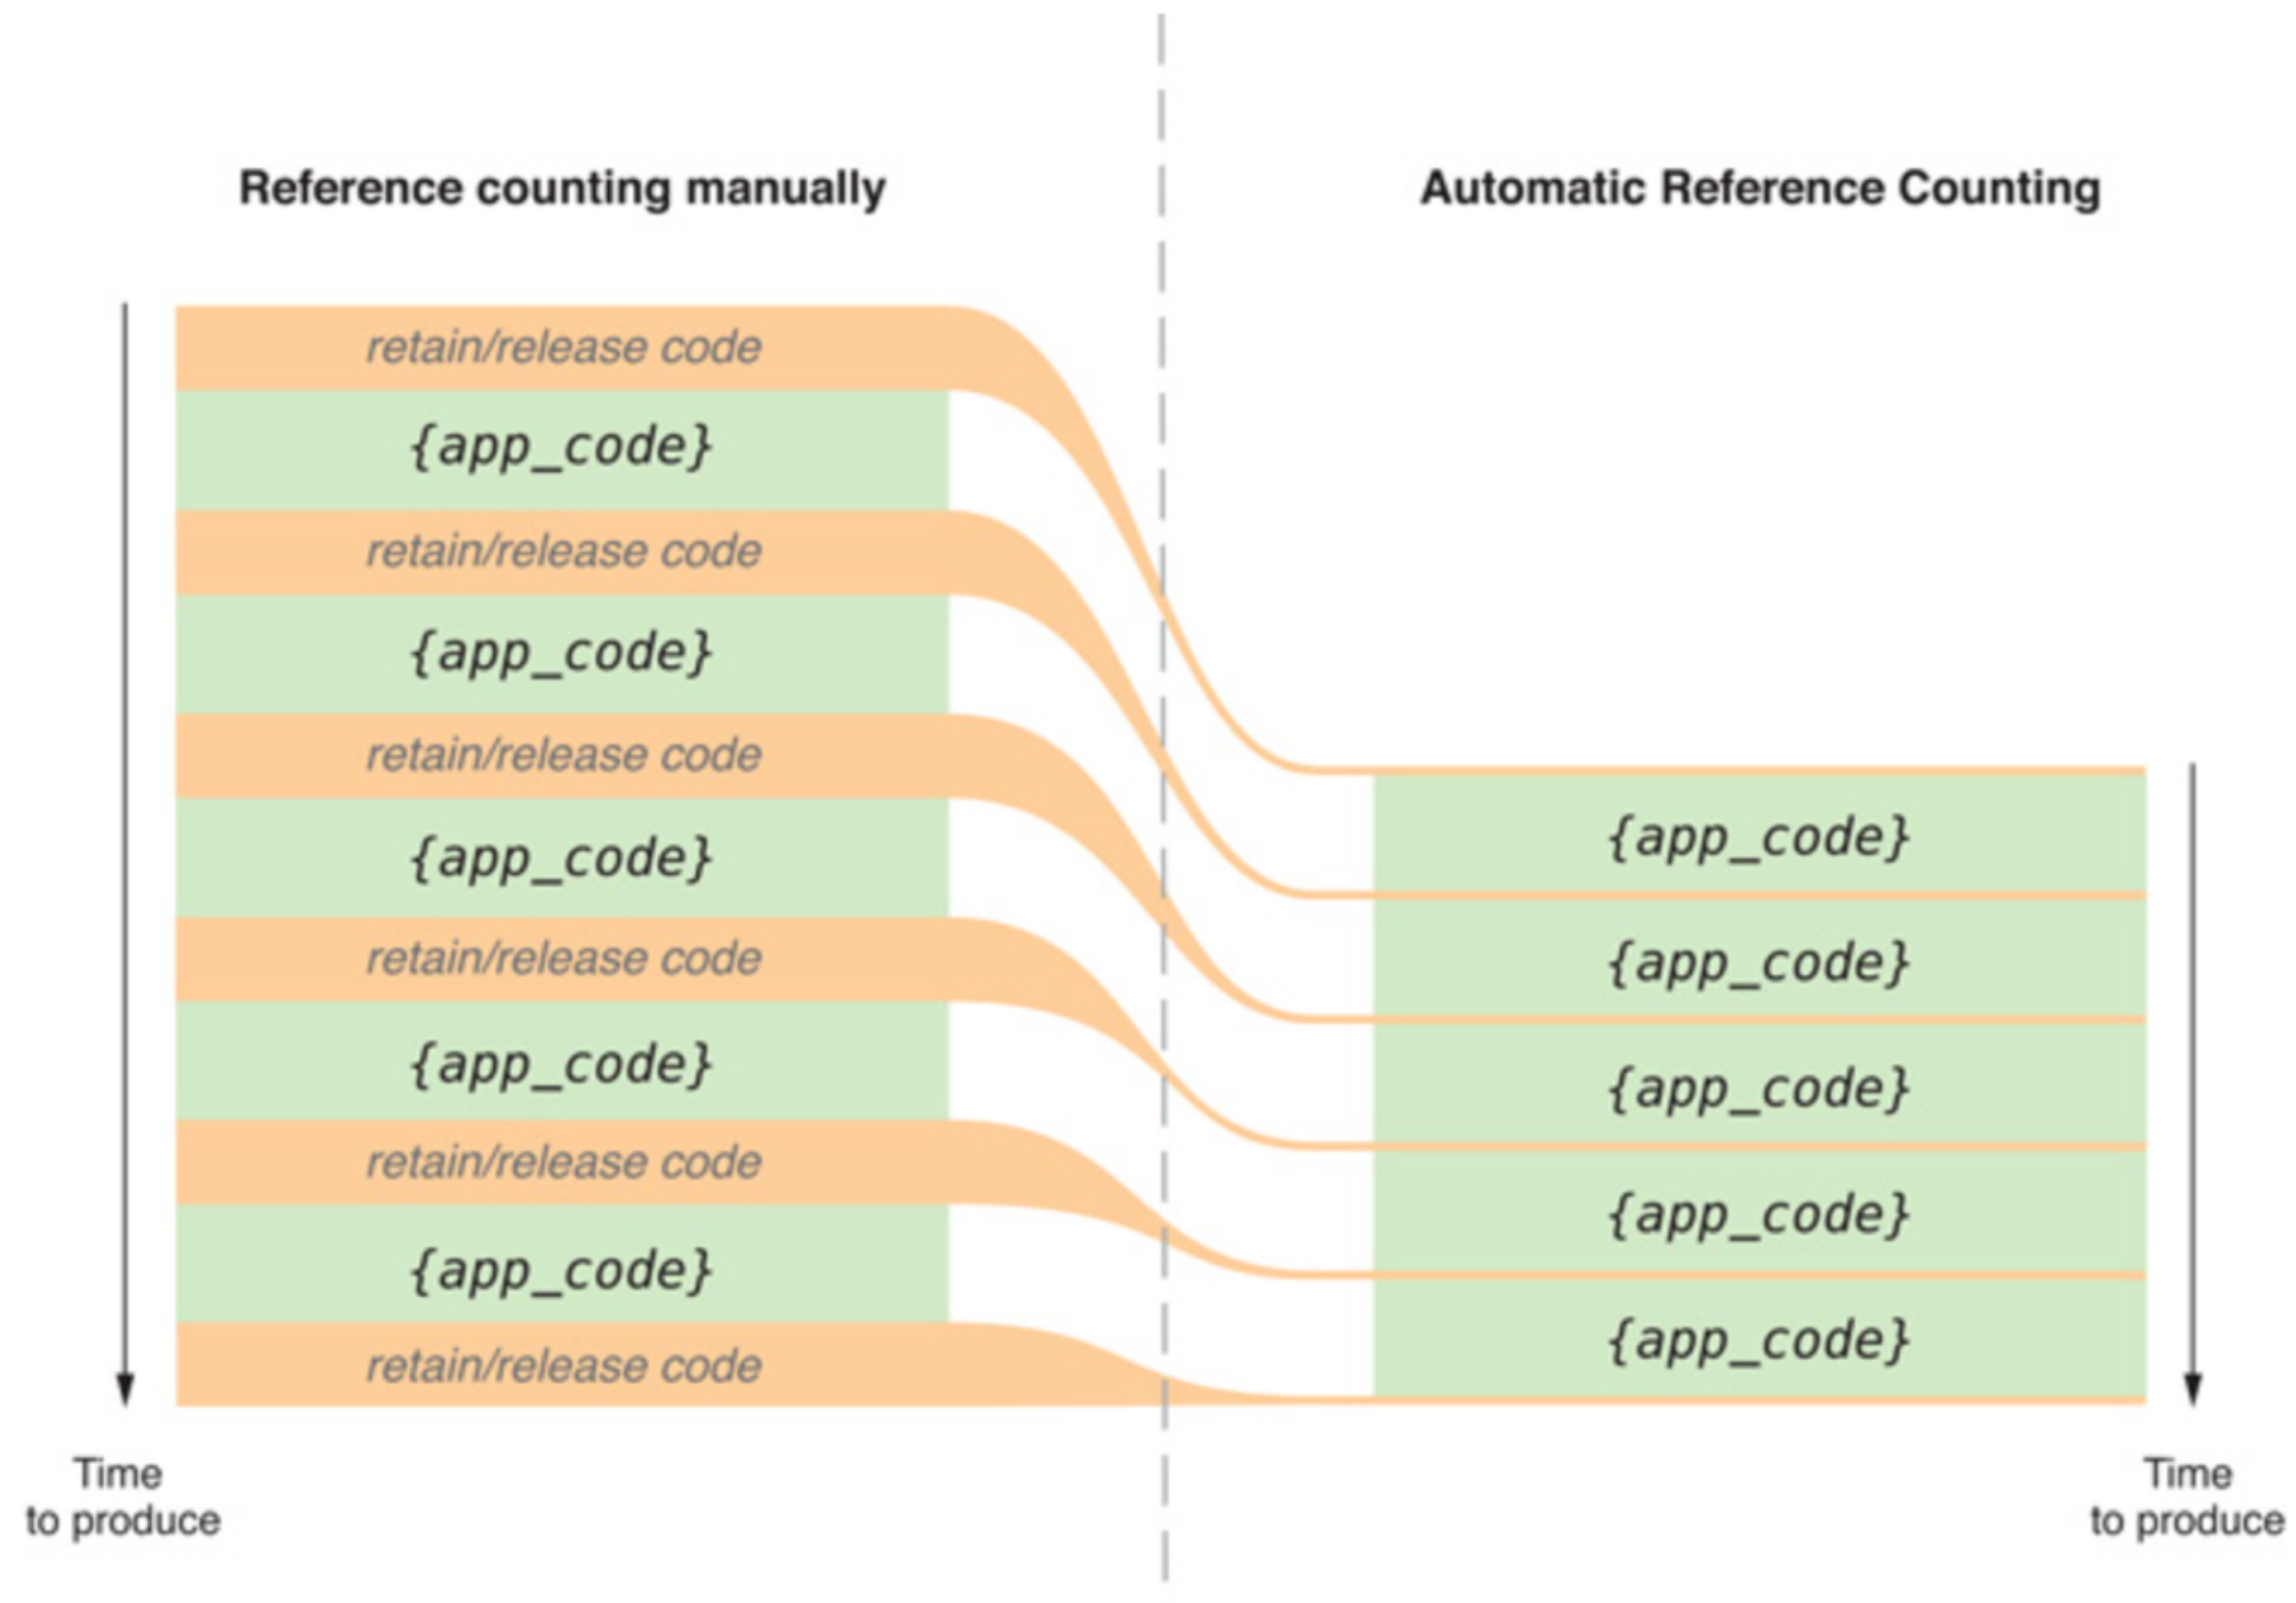 Reference counting manually
retain/release code
{app_code}
retain/release code
{app_code}
retain/release code
{app_code}
retain/release code
{app_code}
retain/release code
{app_code}
retain/release code
Time
to produce
Automatic Reference Counting
{app_code}
{app_code}
{app_code}
{app_code}
{app_code}
Time
to produce